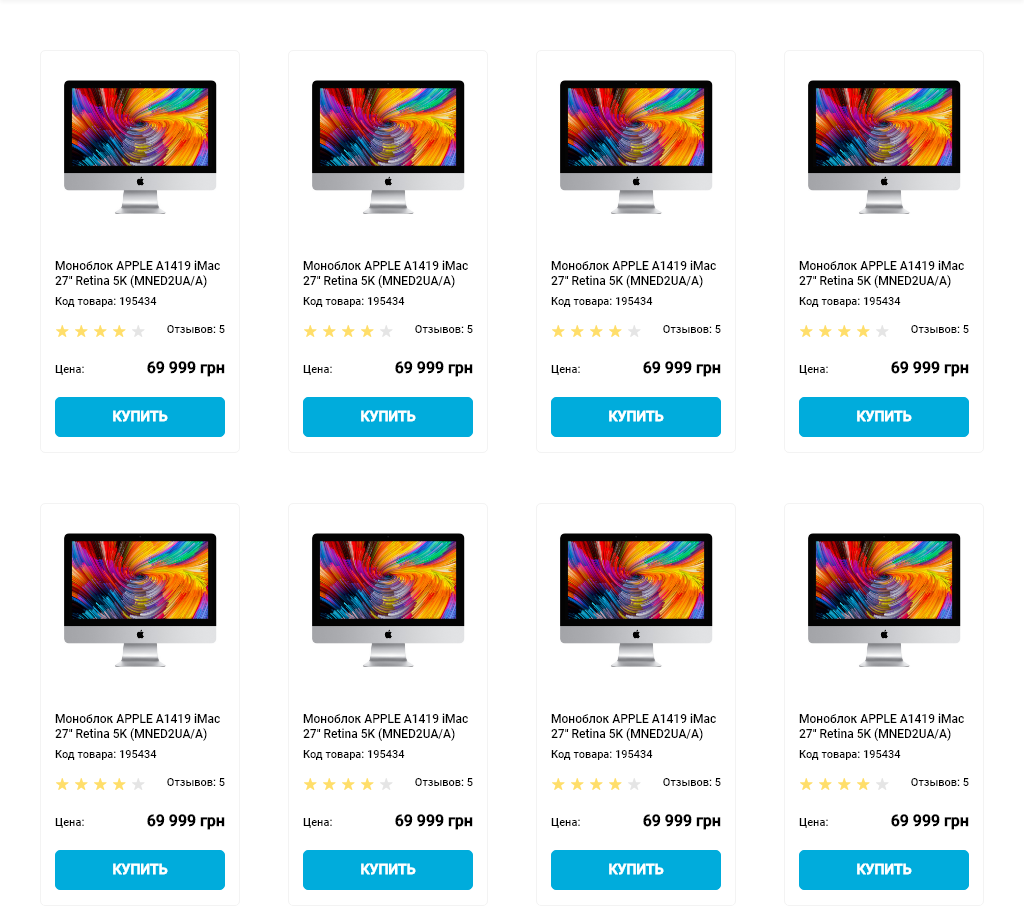 Моноблок APPLE A1419 iMac
27" Retina 5K (MNED2UA/A)
Код товара: 195434
Отзывов: 5
Цена: 69 999 грн
КУПИТЬ
Моноблок APPLE A1419 iMac
27" Retina 5K (MNED2UA/A)
Код товара: 195434
Отзывов: 5
Цена: 69 999 грн
КУПИТЬ
Моноблок APPLE A1419 iMac
27" Retina 5K (MNED2UA/A)
Код товара: 195434
Отзывов: 5
Цена: 69 999 грн
КУПИТЬ
Моноблок APPLE A1419 iMac
27" Retina 5K (MNED2UA/A)
Код товара: 195434
Отзывов: 5
Цена: 69 999 грн
КУПИТЬ
Моноблок APPLE A1419 iMac
27" Retina 5K (MNED2UA/A)
Код товара: 195434
Отзывов: 5
Цена: 69 999 грн
КУПИТЬ
Моноблок APPLE A1419 iMac
27" Retina 5K (MNED2UA/A)
Код товара: 195434
Отзывов: 5
Цена: 69 999 грн
КУПИТЬ
Моноблок APPLE A1419 iMac
27" Retina 5K (MNED2UA/A)
Код товара: 195434
Отзывов: 5
Цена: 69 999 грн
КУПИТЬ
Моноблок APPLE A1419 iMac
27" Retina 5K (MNED2UA/A)
Код товара: 195434
Отзывов: 5
Цена: 69 999 грн
КУПИТЬ